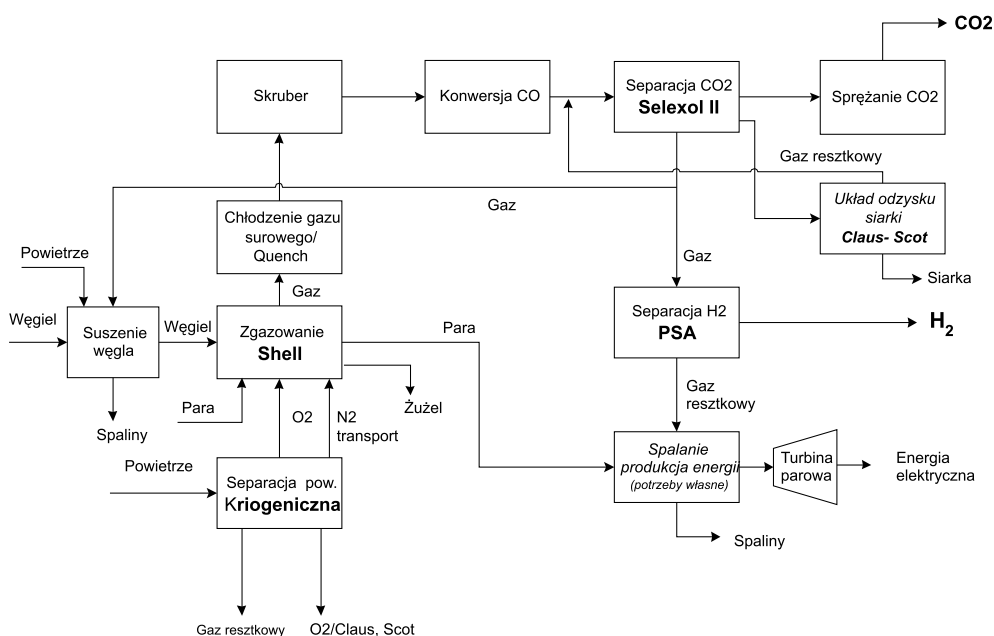 CO2
Skruber
Konwersja CO
Separacja CO2
Selexol II
Sprężanie CO2
Gaz resztkowy
Układ odzysku
siarki
Claus- Scot
Siarka
Gaz
Chłodzenie gazu
surowego/
Quench
Gaz
Gaz
Powietrze
Węgiel
Suszenie
węgla
Węgiel
Zgazowanie
Shell
Para
Separacja H2
PSA
H2
Spaliny
Para
O2
N2
transport
Żużel
Gaz
resztkowy
Powietrze
Separacja pow.
Kriogeniczna
Spalanie
produkcja energii
(potrzeby własne)
Turbina
parowa
Energia
elektryczna
Spaliny
Gaz resztkowy
O2/Claus, Scot